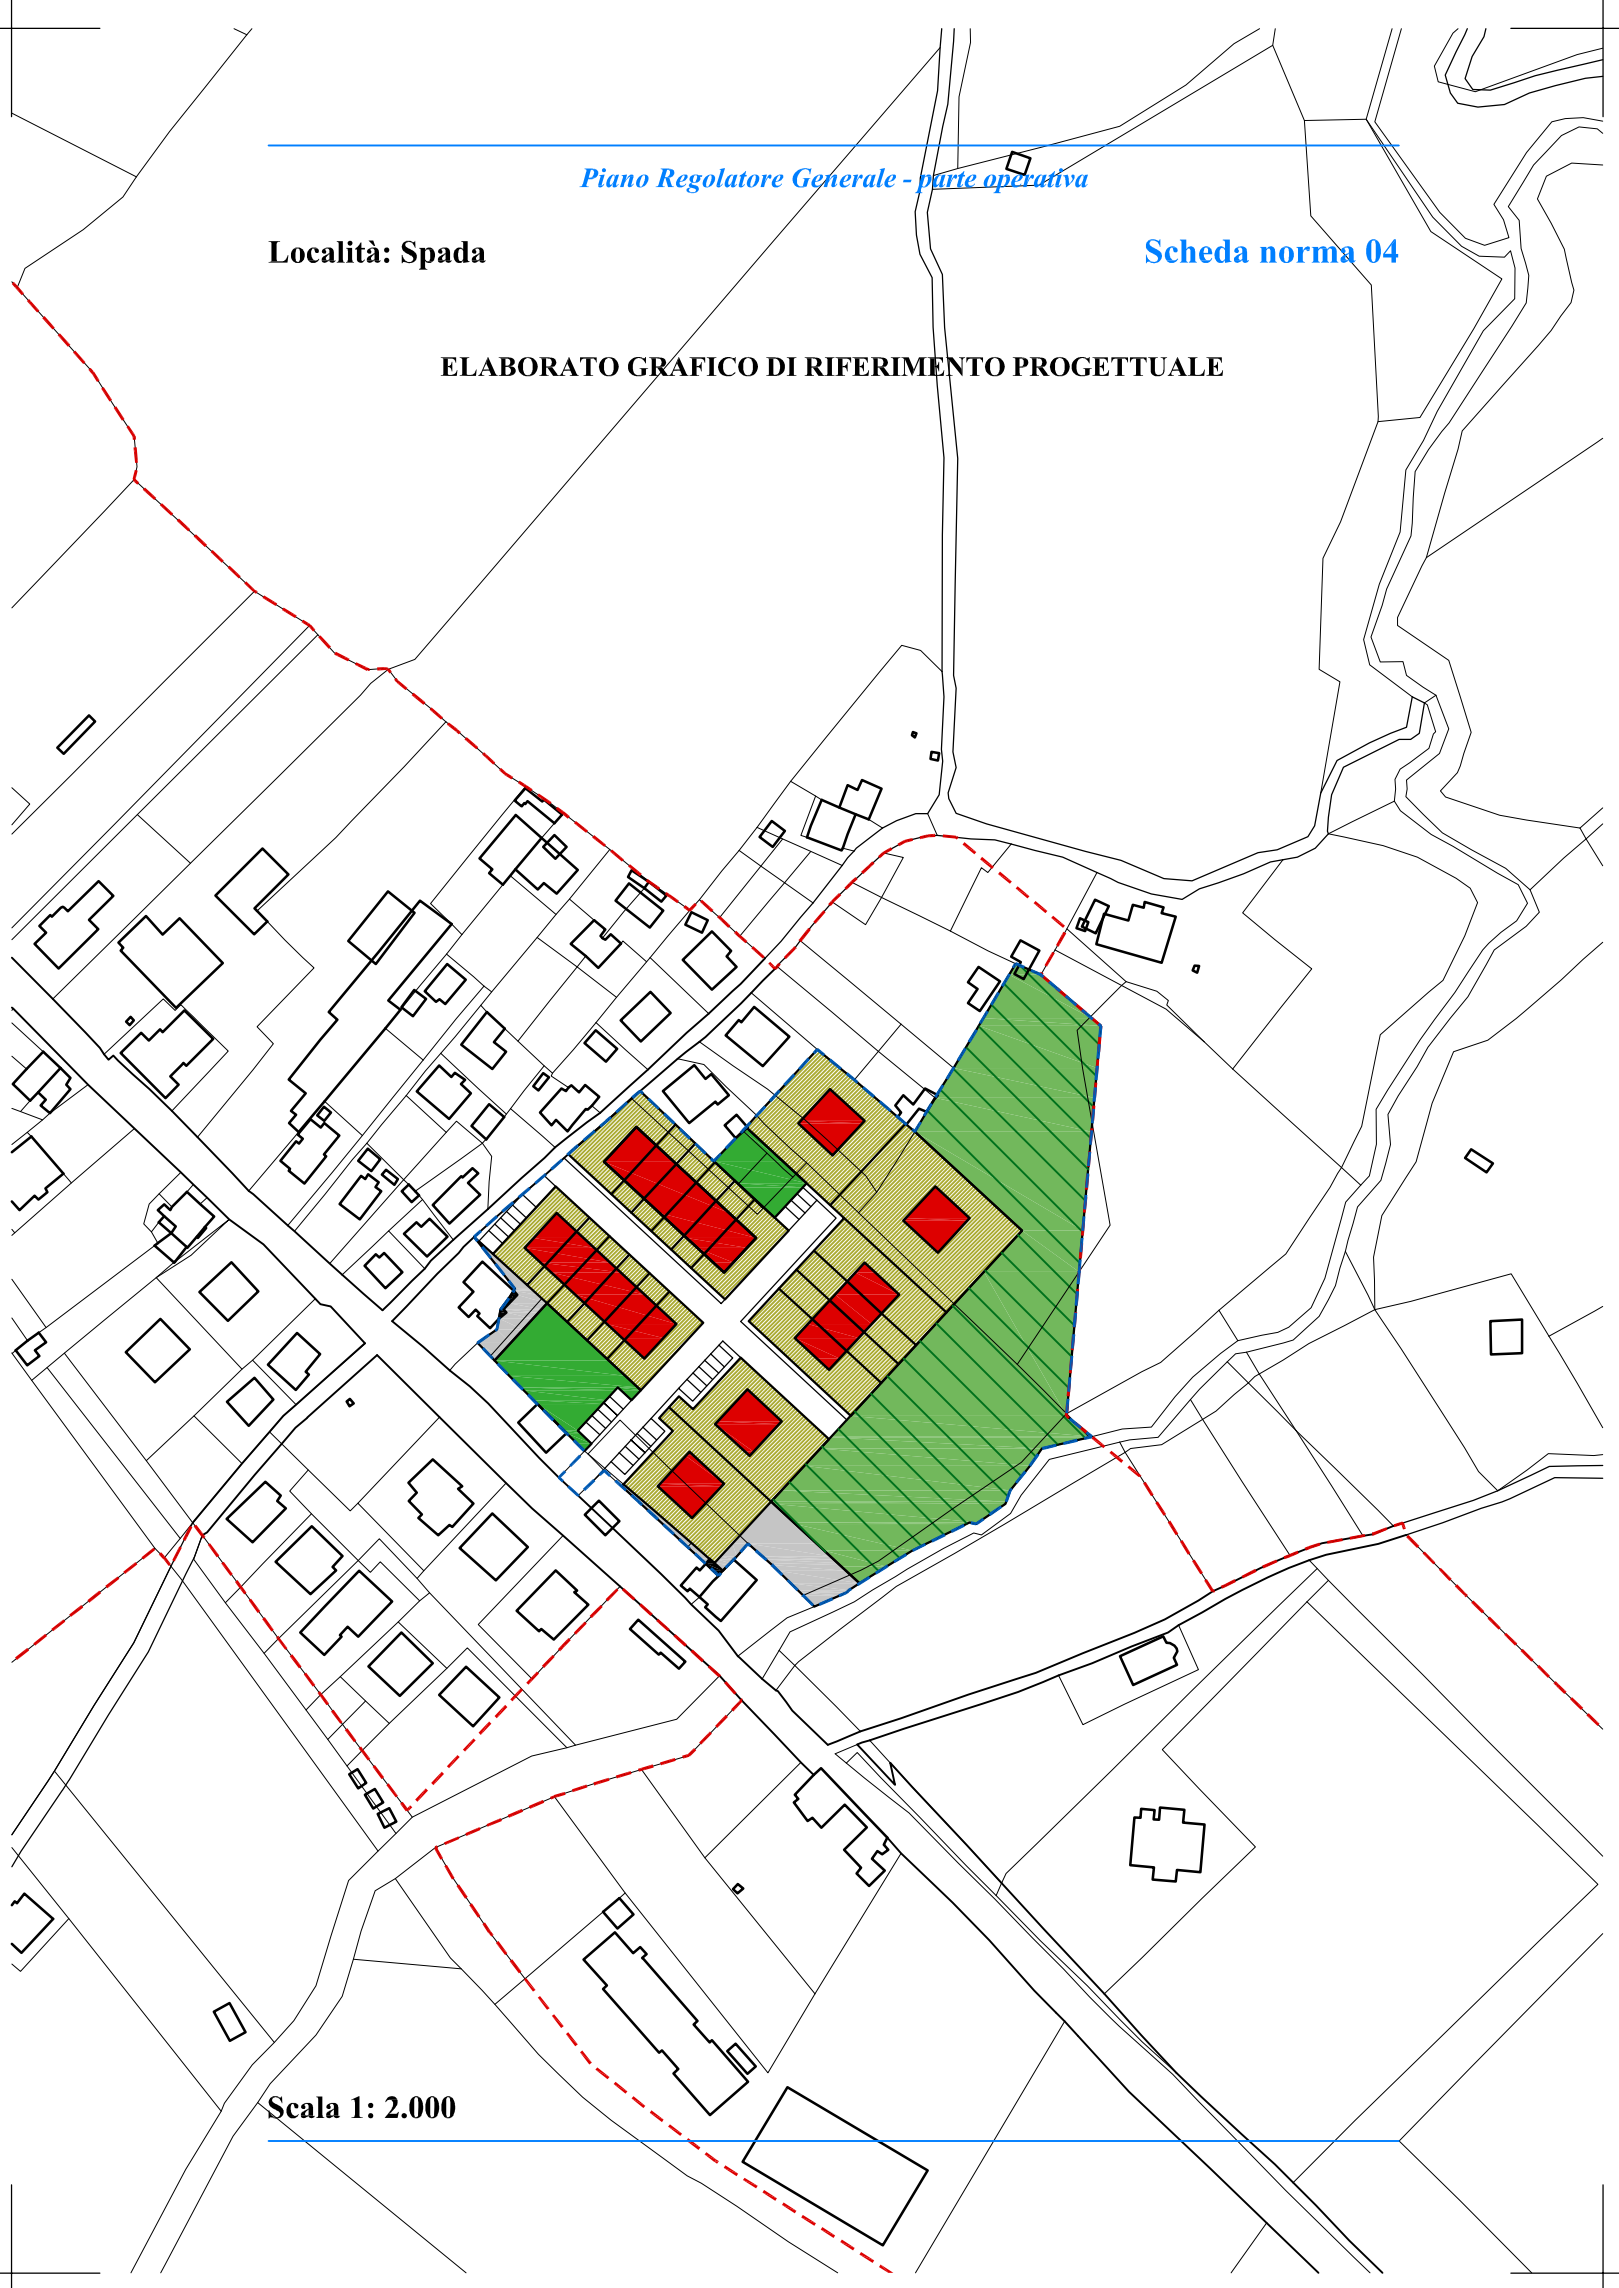 Piano Regolatore Generale - parte operativa
Località: Spada
Scheda norma 04
ELABORATO GRAFICO DI RIFERIMENTO PROGETTUALE
Scala 1: 2.000